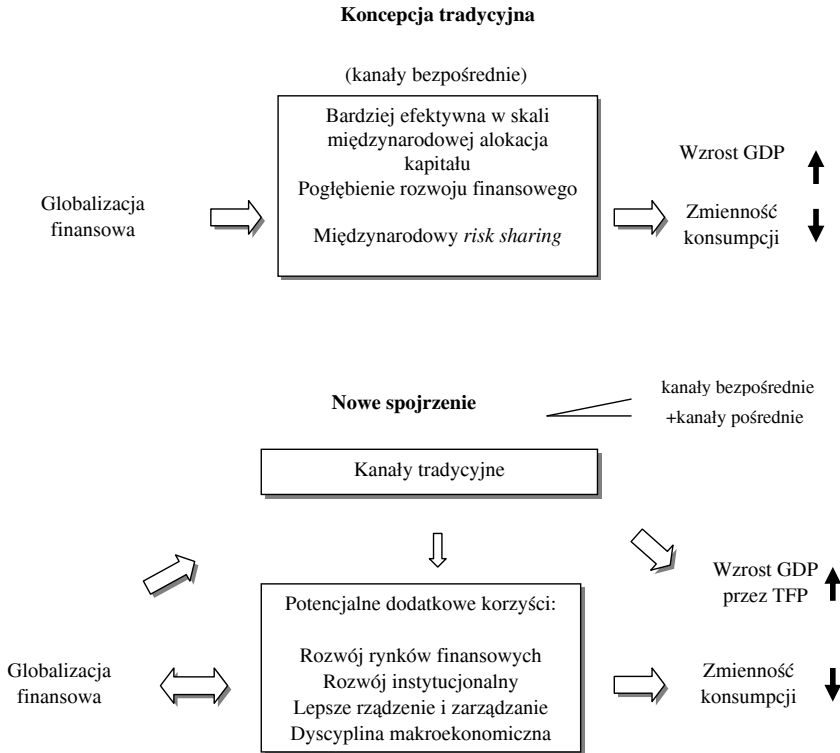 Koncepcja tradycyjna
(kanały bezpośrednie)
Bardziej efektywna w skali
międzynarodowej alokacja
kapitału
Pogłębienie rozwoju finansowego
Międzynarodowy risk sharing
Globalizacja
finansowa
Wzrost GDP
Zmienność
konsumpcji
Nowe spojrzenie
kanały bezpośrednie
+kanały pośrednie
Kanały tradycyjne
Potencjalne dodatkowe korzyści:
Rozwój rynków finansowych
Rozwój instytucjonalny
Lepsze rządzenie i zarządzanie
Dyscyplina makroekonomiczna
Globalizacja
finansowa
Wzrost GDP
przez TFP
Zmienność
konsumpcji